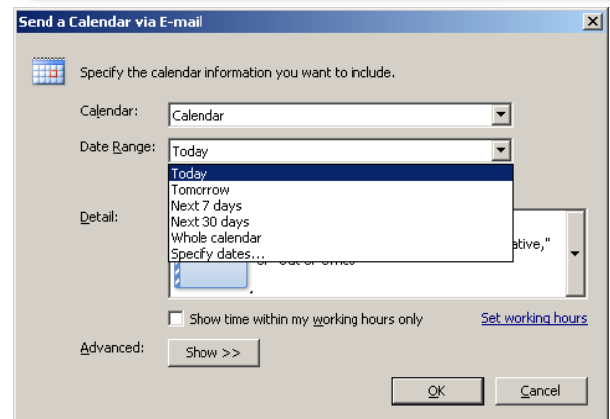 Send a Calendar via E-mail
Specify the calendar information you want to include.
Calendar: Calendar
Date Range: Today
Today
Tomorrow
Next 7 days
Next 30 days
Whole calendar
Specify dates...
Detail:
ative,"
Show time within my working hours only Set working hours
Advanced: Show >>
OK Cancel